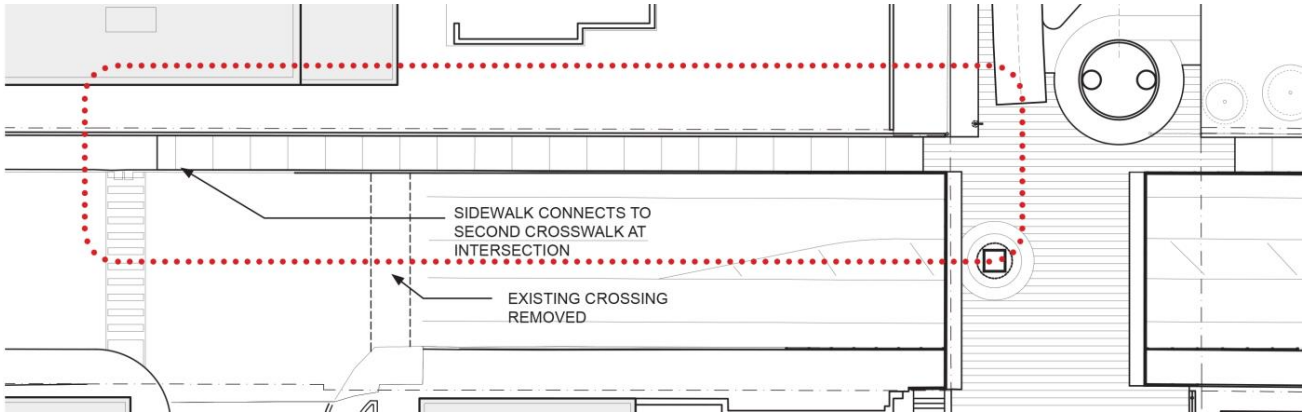 SIDEWALK CONNECTS TO
SECOND CROSSWALK AT
INTERSECTION
EXISTING CROSSING
REMOVED